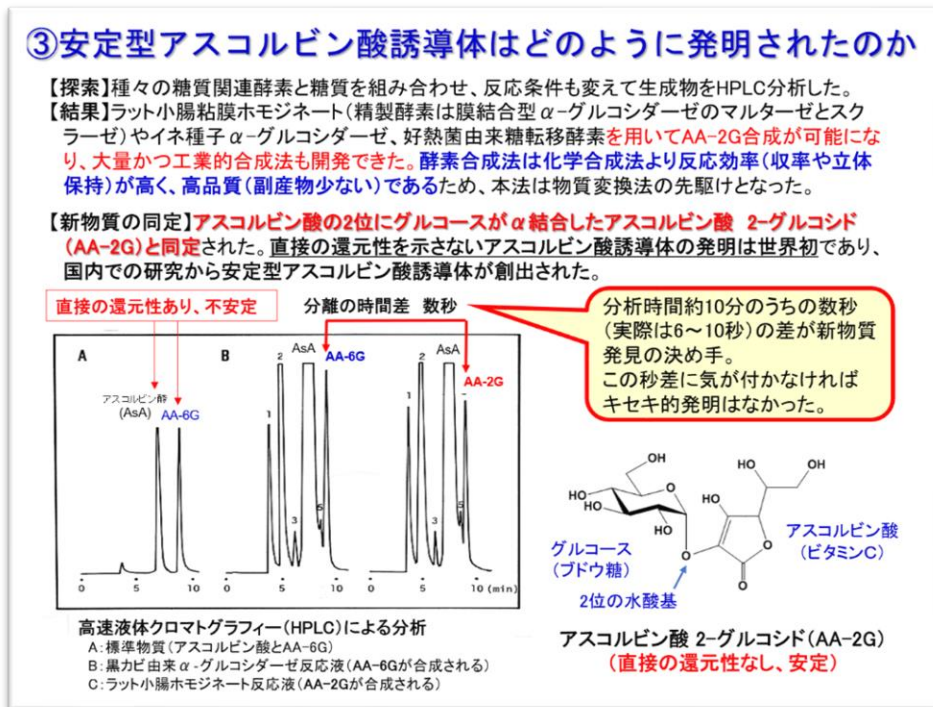 ③安定型アスコルビン酸誘導体はどのように発明されたのか
【探索】種々の糖質関連酵素と糖質を組み合わせ、反応条件も変えて生成物をHPLC分析した。
【結果】ラット小腸粘膜ホモジネート(精製酵素は膜結合型α-グルコシダーゼのマルターゼとスク
ラーゼ)やイネ種子α-グルコシダーゼ、好熱菌由来糖転移酵素を用いてAA-2G合成が可能にな
り、大量かつ工業的合成法も開発できた。酵素合成法は化学合成法より反応効率(収率や立体
保持)が高く、高品質(副産物少ない)であるため、本法は物質変換法の先駆けとなった。
【新物質の同定】アスコルビン酸の2位にグルコースがα結合したアスコルビン酸 2-グルコシド
(AA-2G)と同定された。直接の還元性を示さないアスコルビン酸誘導体の発明は世界初であり、
国内での研究から安定型アスコルビン酸誘導体が創出された。
直接の還元性あり、不安定
分離の時間差 数秒
分析時間約10分のうちの数秒
(実際は6～10秒)の差が新物質
発見の決め手。
この秒差に気が付かなければ
キセキ的発明はなかった。
A
アスコルビン酸
(AsA)
AA-6G
0 5 10
B
1
2
AsA
AA-6G
3
5
0 5 10
1
2
AsA
AA-2G
3
5
0 5 10 (min)
OH
HO
HO
O
HO
O
HO
HO
OH
O
O
グルコース
(ブドウ糖)
アスコルビン酸
(ビタミンC)
2位の水酸基
高速液体クロマトグラフィー(HPLC)による分析
A:標準物質(アスコルビン酸とAA-6G)
B:黒カビ由来α-グルコシダーゼ反応液(AA-6Gが合成される)
C:ラット小腸ホモジネート反応液(AA-2Gが合成される)
アスコルビン酸 2-グルコシド(AA-2G)
(直接の還元性なし、安定)